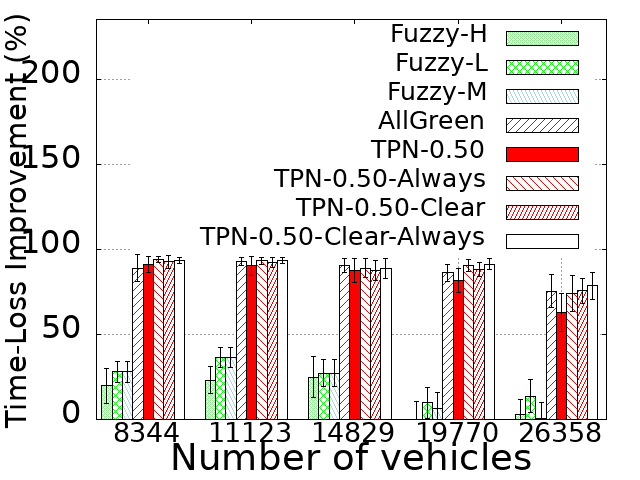 Time-Loss Improvement (%)
200
150
100
50
0
Fuzzy-H
Fuzzy-L
Fuzzy-M
AllGreen
TPN-0.50
TPN-0.50-Always
TPN-0.50-Clear
TPN-0.50-Clear-Always
8344 11123 14829 19770 26358
Number of vehicles